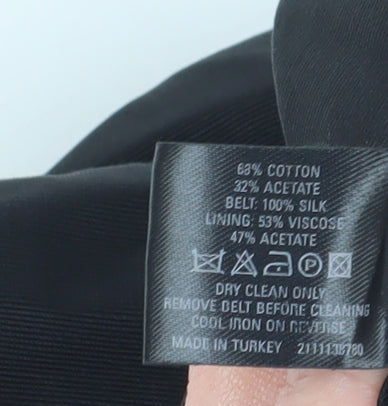 68% COTTON
32% ACETATE
BELT: 100% SILK
LINING: 53% VISCOSE
47% ACETATE
P
DRY CLEAN ONLY
REMOVE BELT BEFORE CLEANING
COOL IRON ON REVERSE
MADE IN TURKEY